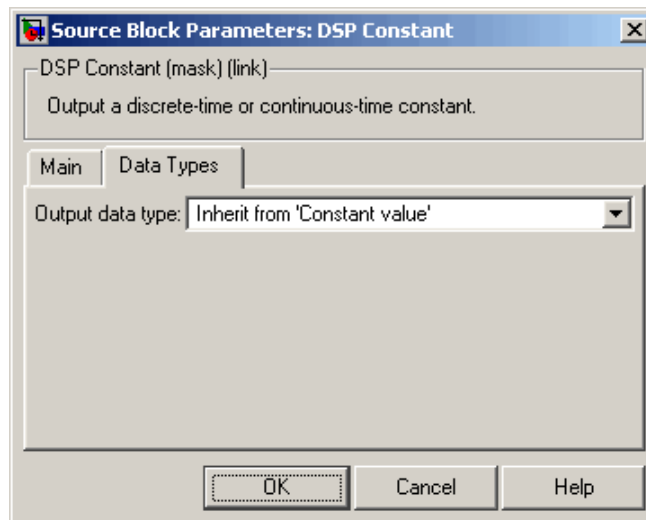 Source Block Parameters: DSP Constant
DSP Constant (mask) (link)
Output a discrete-time or continuous-time constant.
Main Data Types
Output data type: Inherit from 'Constant value'
OK Cancel Help